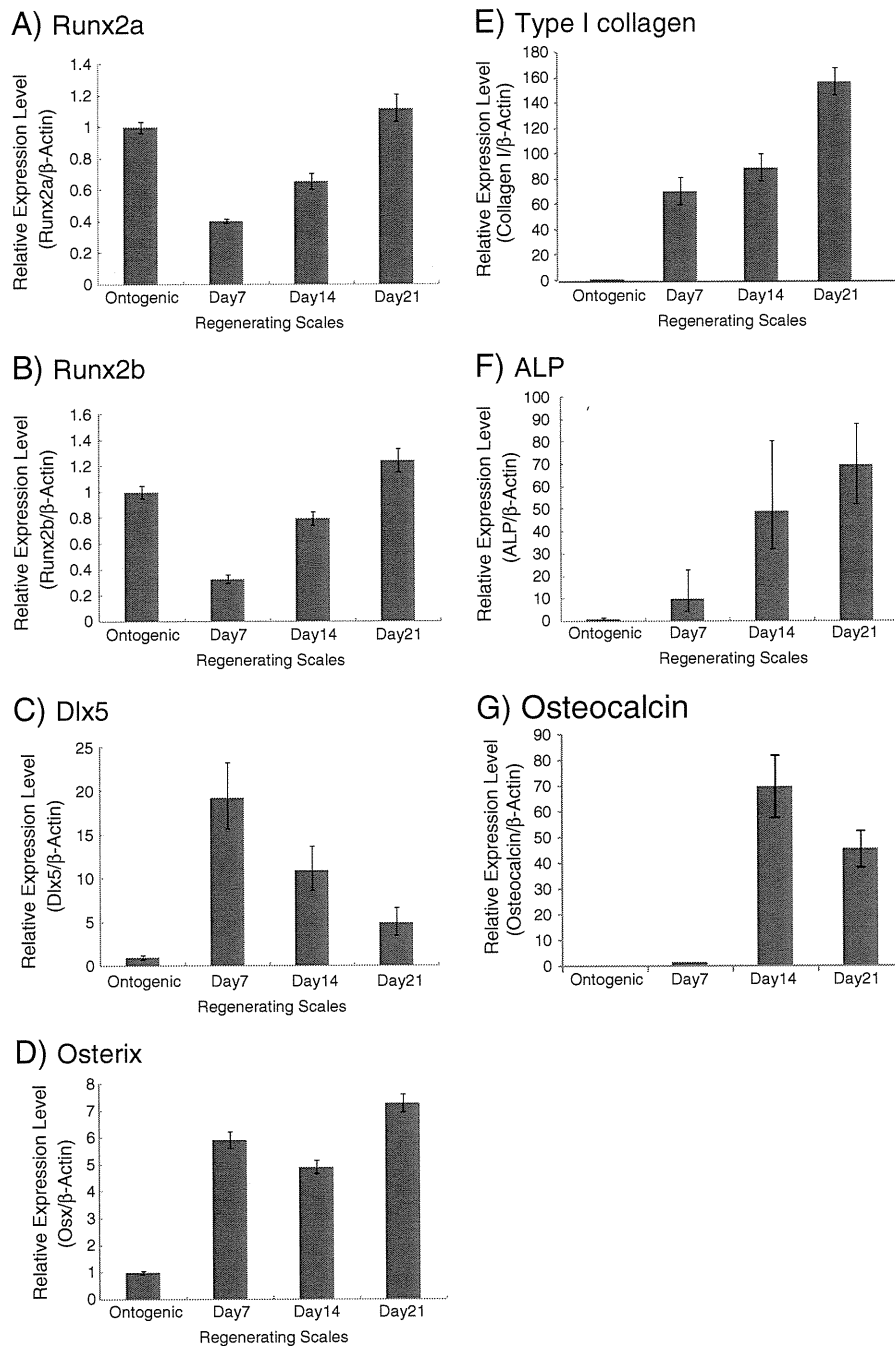 A) Runx2a
Relative Expression Level
(Runx2a/β-Actin)
1.4
1.2
1
0.8
0.6
0.4
0.2
0
Ontogenic Day7 Day14 Day21
Regenerating Scales
B) Runx2b
Relative Expression Level
(Runx2b/β-Actin)
1.6
1.4
1.2
1
0.8
0.6
0.4
0.2
0
Ontogenic Day7 Day14 Day21
Regenerating Scales
C) Dlx5
Relative Expression Level
(Dlx5/β-Actin)
25
20
15
10
5
0
Ontogenic Day7 Day14 Day21
Regenerating Scales
D) Osterix
Relative Expression Level
(Osx/β-Actin)
8
7
6
5
4
3
2
1
0
Ontogenic Day7 Day14 Day21
Regenerating Scales
E) Type I collagen
Relative Expression Level
(Collagen I/β-Actin)
180
160
140
120
100
80
60
40
20
0
Ontogenic Day7 Day14 Day21
Regenerating Scales
F) ALP
Relative Expression Level
(ALP/β-Actin)
100
90
80
70
60
50
40
30
20
10
0
Ontogenic Day7 Day14 Day21
Regenerating Scales
G) Osteocalcin
Relative Expression Level
(Osteocalcin/β-Actin)
90
80
70
60
50
40
30
20
10
0
Ontogenic Day7 Day14 Day21